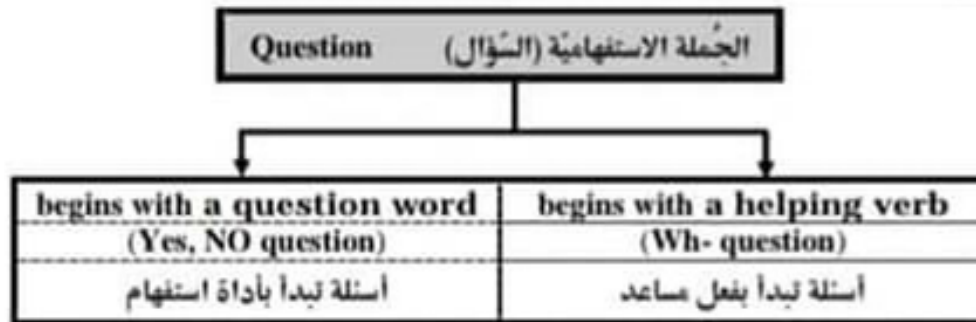 Question الجُملة الاستفهاميّة (السّؤال)
begins with a question word
(Yes, NO question)
أسئلة تبدأ بأداة استفهام
begins with a helping verb
(Wh- question)
أسئلة تبدأ بفعل مساعد